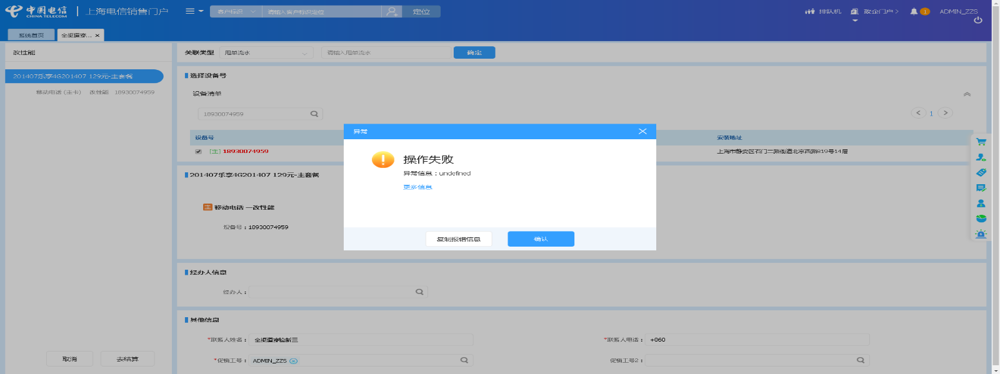 中国电信 CHINA TELECOM 上海电信销售门户 客户标识 请输入客户标识定位 定位 排队机 政企门户 1 ADMIN_ZZS
系统首页 全渠道...
改性能
201407乐享4G201407 129元-主套餐
移动电话 (主卡) 改性能 18930074959
取消 去结算
关联类型 甩单流水 请输入甩单流水 确定
选择设备号
设备清单
18930074959
< 1 >
设备号 安装地址
[主] 18930074959 上海市静安区石门二路街道北京西路819号14层
201407乐享4G201407 129元-主套餐
主 移动电话 一改性能
设备号：18930074959
异常
操作失败
异常信息：undefined
更多信息
复制报错信息 确认
经办人信息
经办人：
其他信息
*联系人姓名： 全渠道 *联系人电话： +860
*促销工号： ADMIN_ZZS 促销工号2：